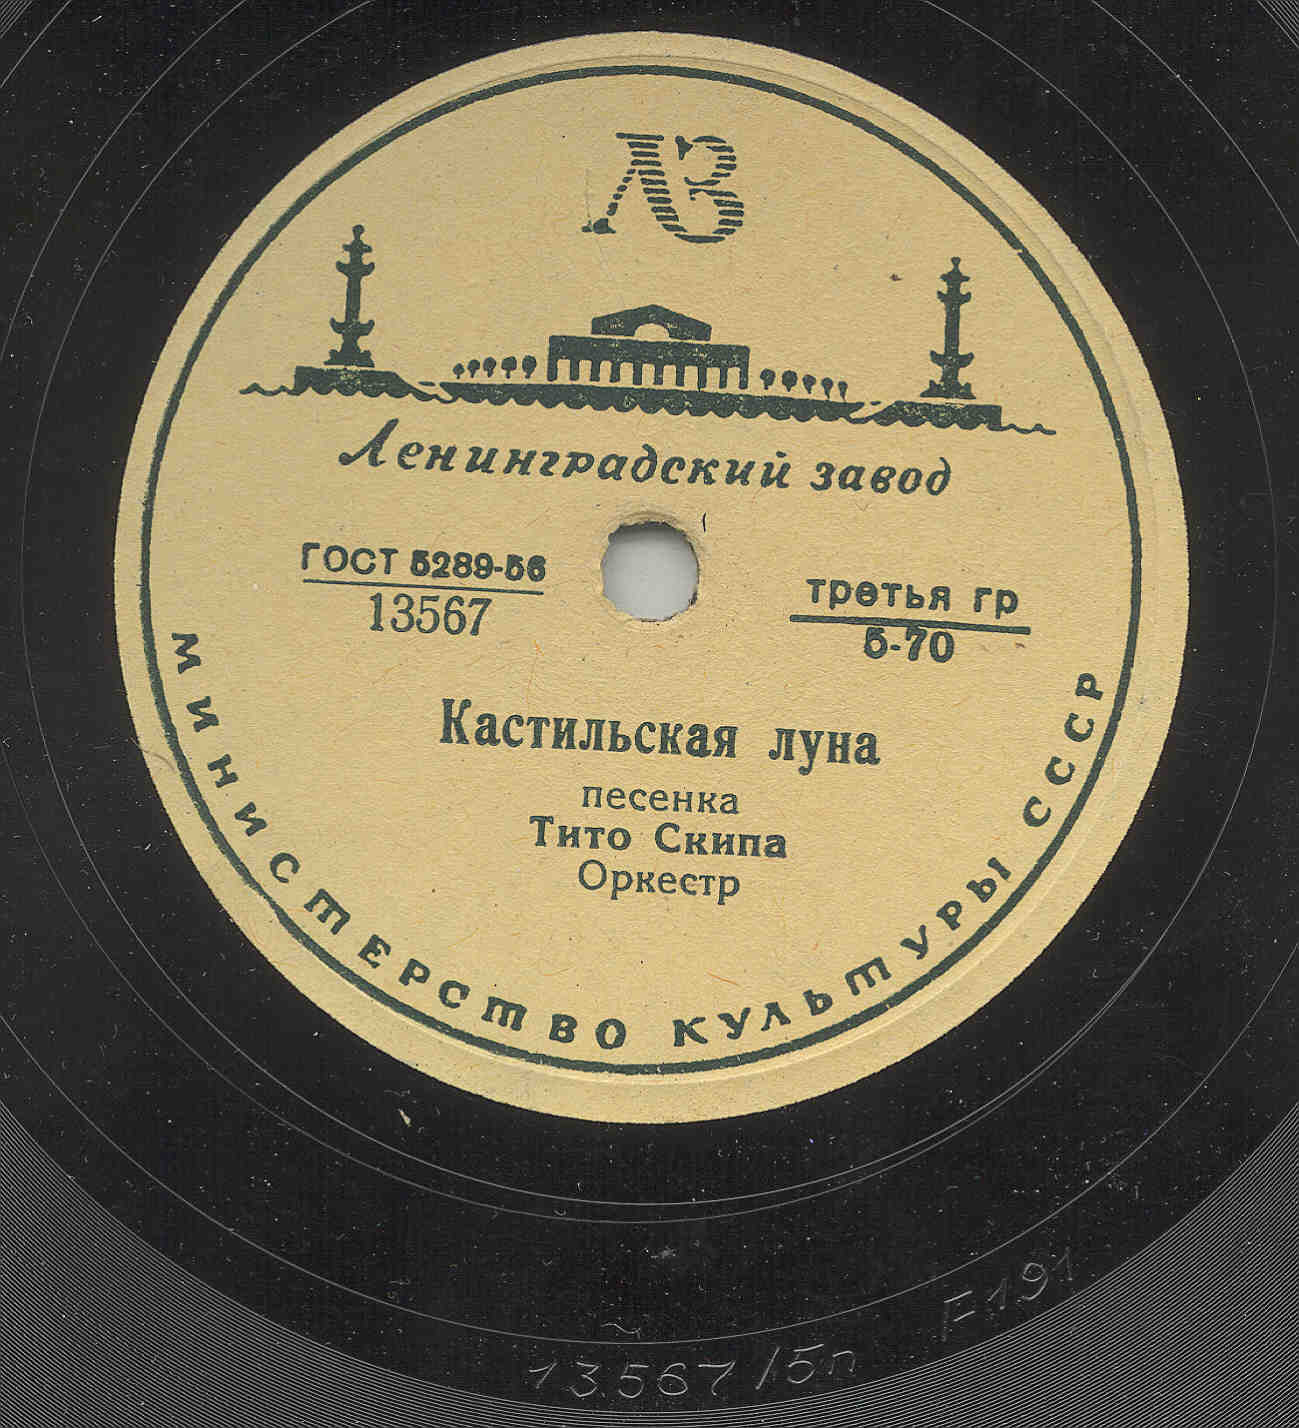 ЛЗ
Ленинградский завод
ГОСТ 5289-56
13567
третья гр
5-70
Кастильская луна
песенка
Тито Скипа
Оркестр
МИНИСТЕРСТВО КУЛЬТУРЫ СССР
F191
13567/5п